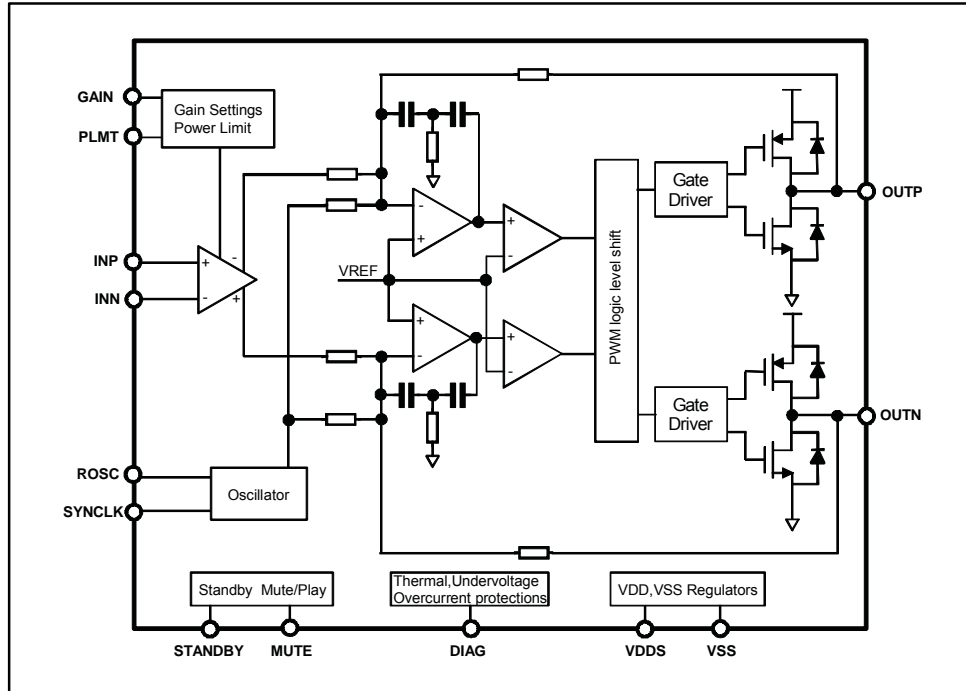 GAIN
PLMT
Gain Settings
Power Limit
INP
INN
+
-
-
+
VREF
-
+
+
-
+
-
+
-
PWM logic level shift
Gate
Driver
OUTP
Gate
Driver
OUTN
ROSC
SYNCLK
Oscillator
Standby Mute/Play
Thermal,Undervoltage
Overcurrent protections
VDD,VSS Regulators
STANDBY
MUTE
DIAG
VDDS
VSS